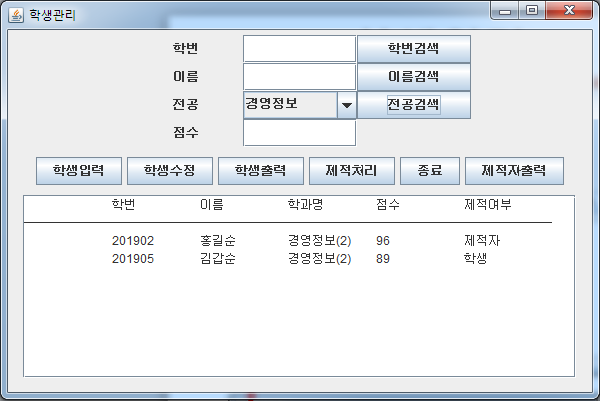 학생관리
학번 학번검색
이름 이름검색
전공 경영정보 전공검색
점수
학생입력 학생수정 학생출력 제적처리 종료 제적자출력
학번 이름 학과명 점수 제적여부
201902 홍길순 경영정보(2) 96 제적자
201905 김갑순 경영정보(2) 89 학생